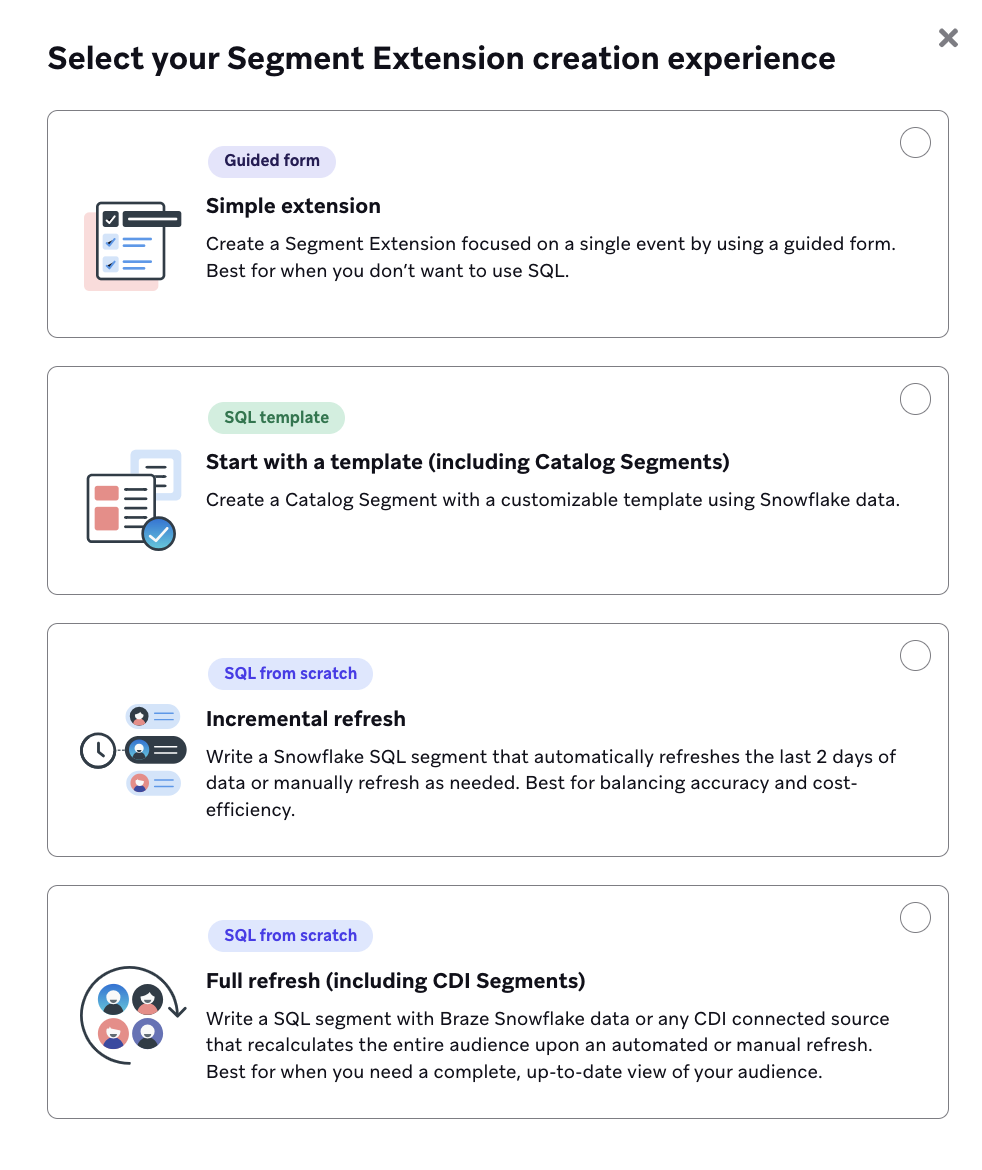 Select your Segment Extension creation experience
Guided form
Simple extension
Create a Segment Extension focused on a single event by using a guided form.
Best for when you don’t want to use SQL.
SQL template
Start with a template (including Catalog Segments)
Create a Catalog Segment with a customizable template using Snowflake data.
SQL from scratch
Incremental refresh
Write a Snowflake SQL segment that automatically refreshes the last 2 days of
data or manually refresh as needed. Best for balancing accuracy and cost-
efficiency.
SQL from scratch
Full refresh (including CDI Segments)
Write a SQL segment with Braze Snowflake data or any CDI connected source
that recalculates the entire audience upon an automated or manual refresh.
Best for when you need a complete, up-to-date view of your audience.